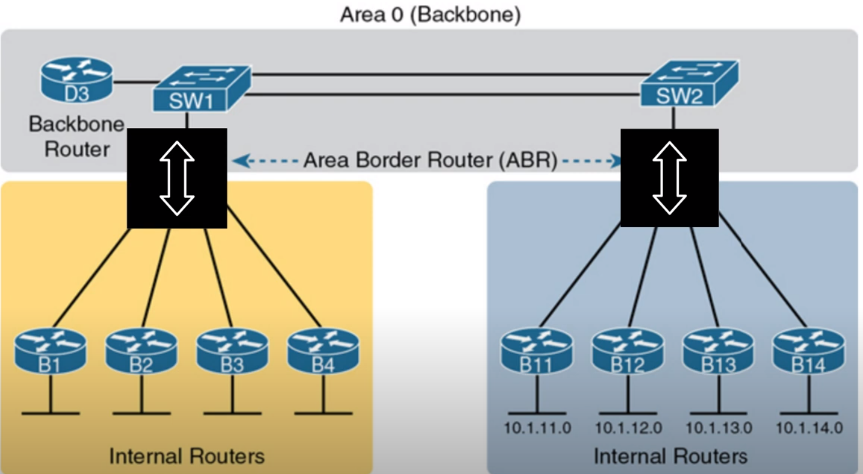 Area 0 (Backbone)
D3
SW1
SW2
Backbone
Router
Area Border Router (ABR)
B1
B2
B3
B4
B11
B12
B13
B14
10.1.11.0
10.1.12.0
10.1.13.0
10.1.14.0
Internal Routers
Internal Routers